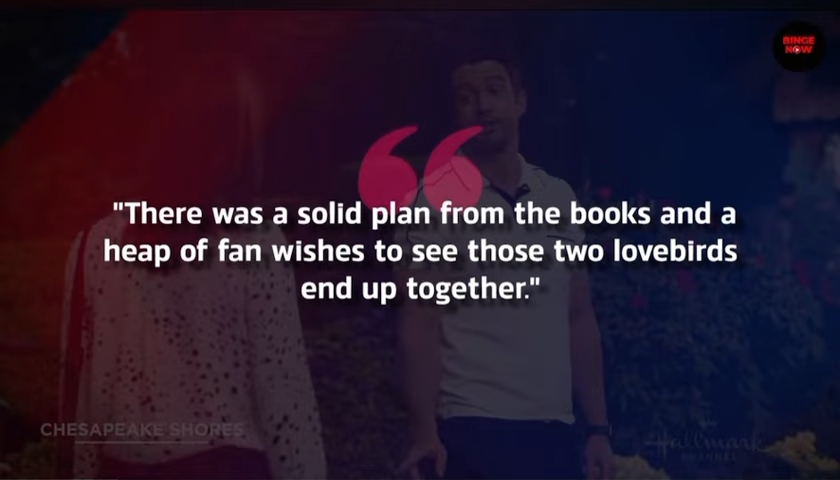 BINGE
NOW
"There was a solid plan from the books and a
heap of fan wishes to see those two lovebirds
end up together."
CHESAPEAKE SHORES
Hallmark
CHANNEL